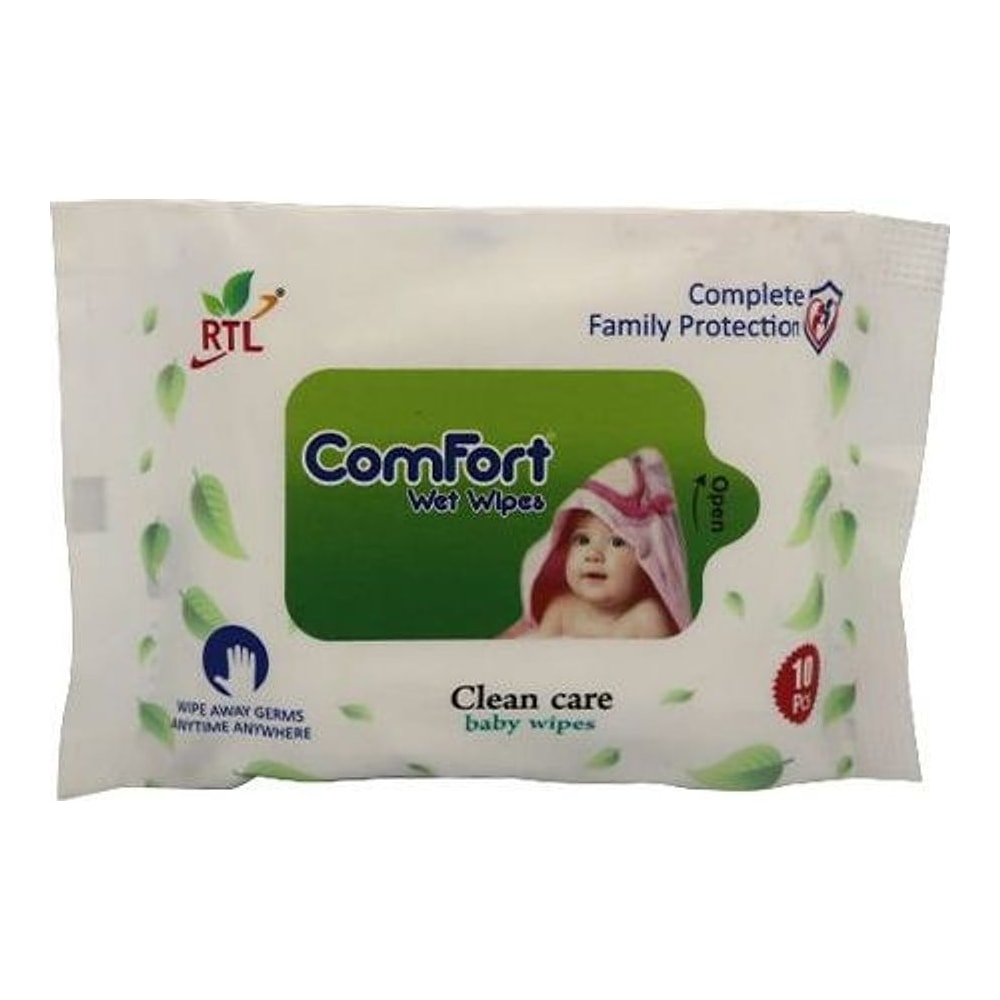 RTL
Complete
Family Protection
ComFort
Wet Wipes
Open
WIPE AWAY GERMS
ANYTIME ANYWHERE
Clean care
baby wipes
10
Pcs